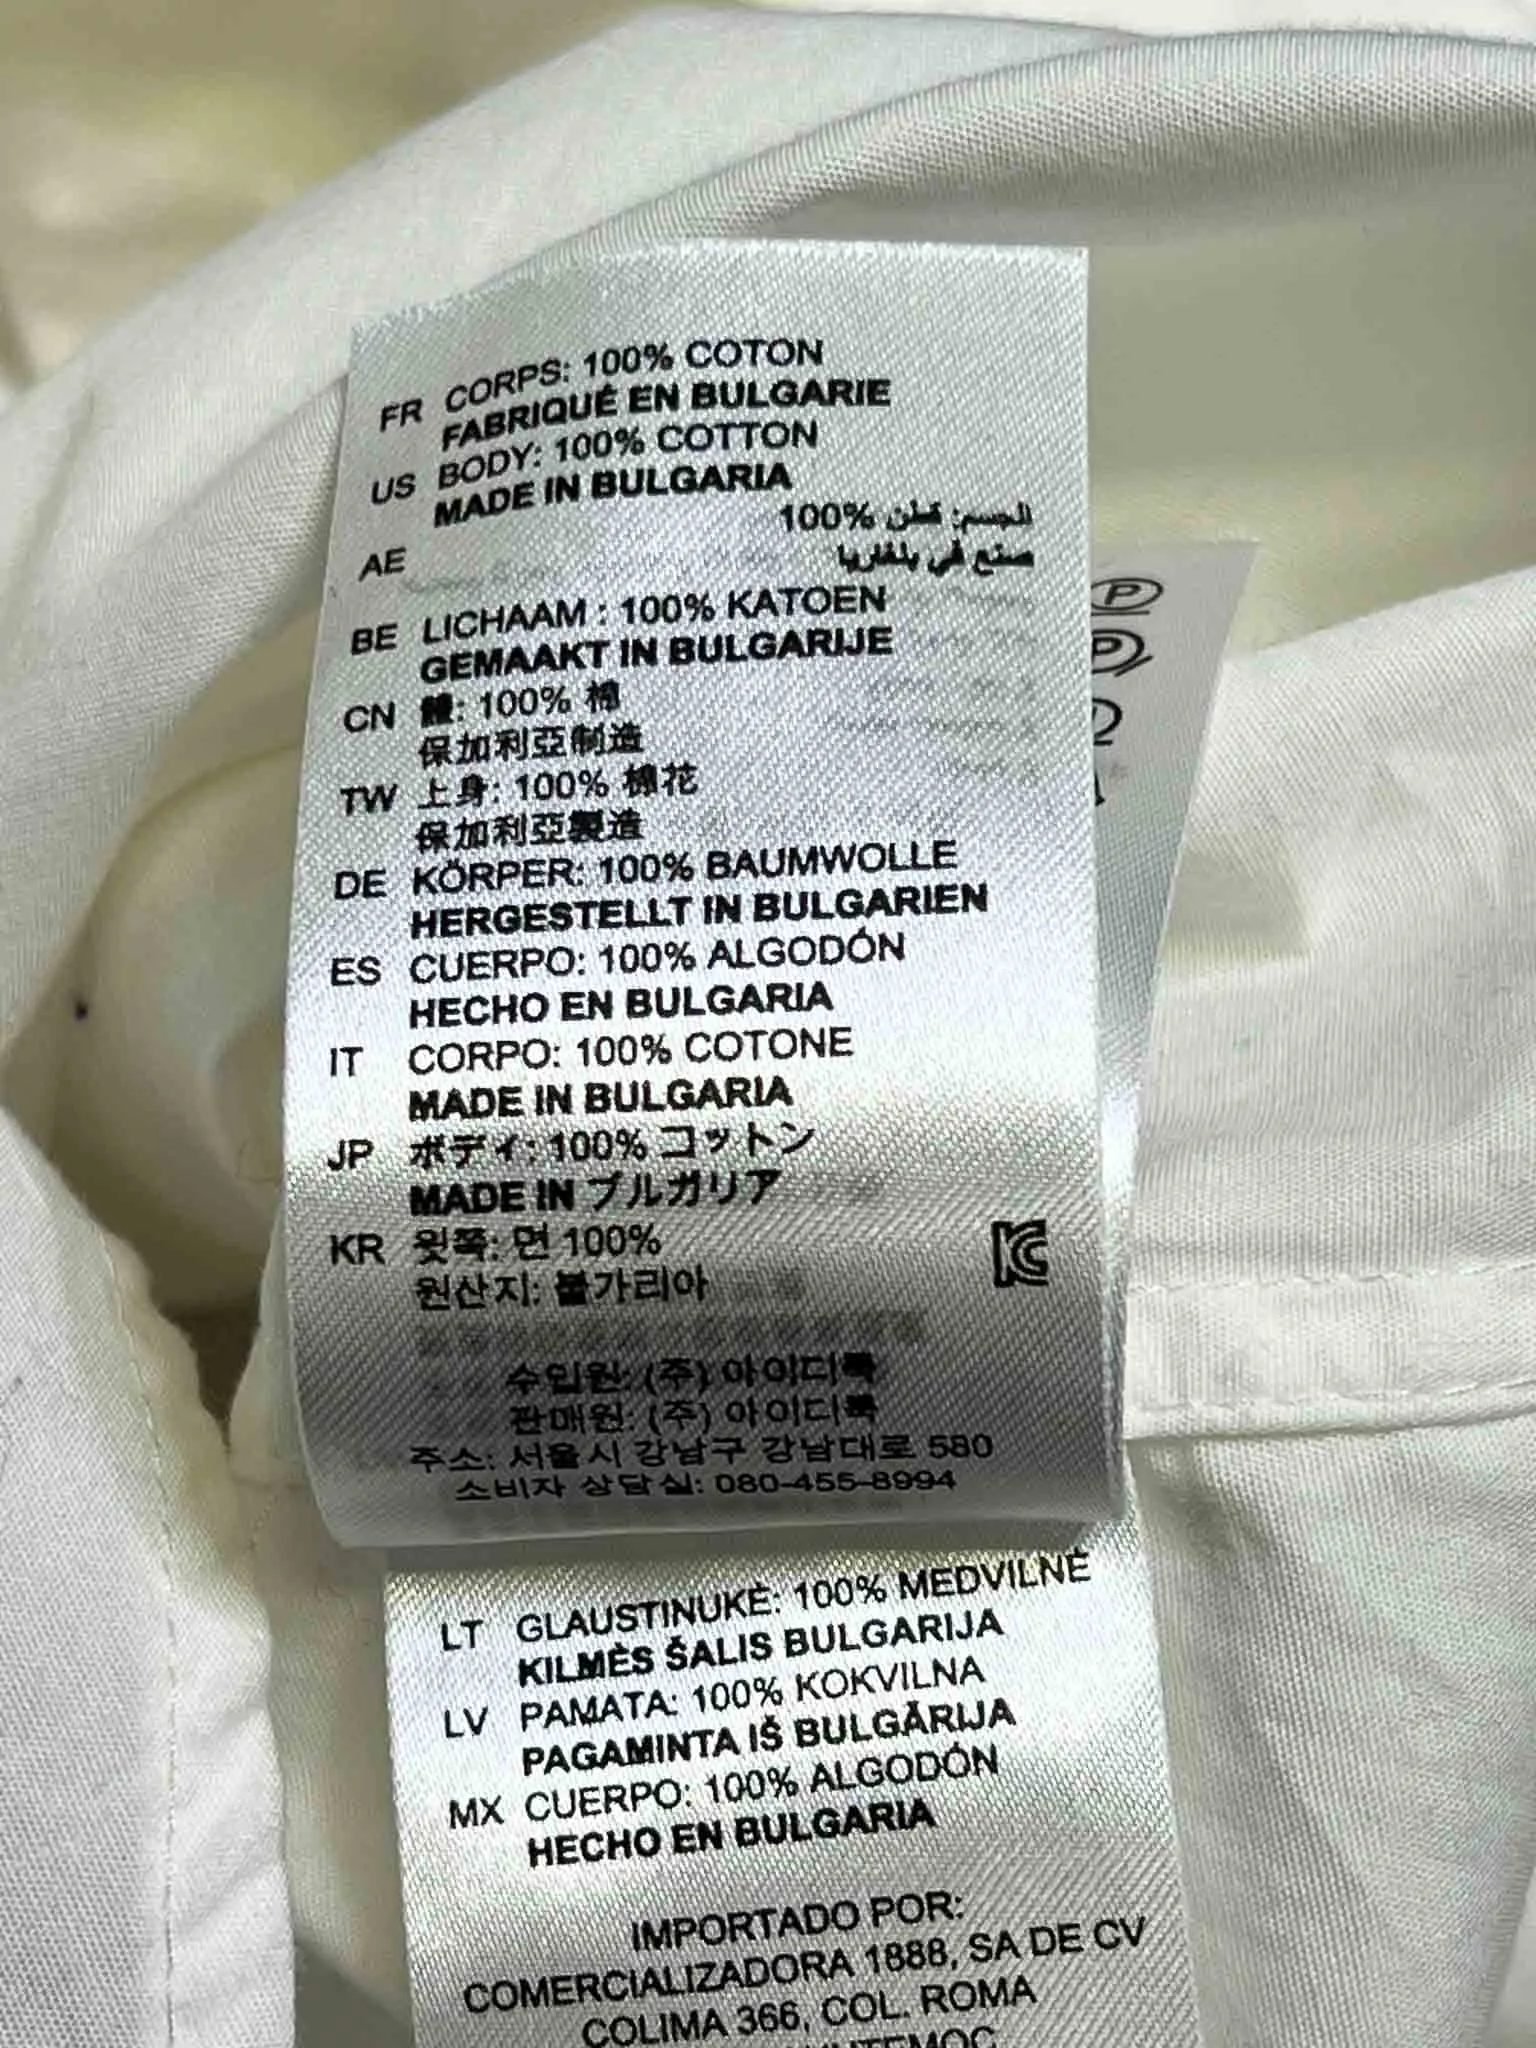 FR CORPS: 100% COTON
FABRIQUÉ EN BULGARIE
US BODY: 100% COTTON
MADE IN BULGARIA
AE الجسم: قطن 100%
صنع في بلغاريا
BE LICHAAM : 100% KATOEN
GEMAAKT IN BULGARIJE
CN 體: 100% 棉
保加利亞制造
TW 上身: 100% 棉花
保加利亞製造
DE KÖRPER: 100% BAUMWOLLE
HERGESTELLT IN BULGARIEN
ES CUERPO: 100% ALGODÓN
HECHO EN BULGARIA
IT CORPO: 100% COTONE
MADE IN BULGARIA
JP ボディ: 100% コットン
MADE IN ブルガリア
KR 윗쪽: 면 100%
원산지: 불가리아
수입원: (주) 아이디룩
판매원: (주) 아이디룩
주소: 서울시 강남구 강남대로 580
소비자 상담실: 080-455-8994
LT GLAUSTINUKĖ: 100% MEDVILNĖ
KILMĖS ŠALIS BULGARIJA
LV PAMATA: 100% KOKVILNA
PAGAMINTA IŠ BULGĀRIJA
MX CUERPO: 100% ALGODÓN
HECHO EN BULGARIA
IMPORTADO POR:
COMERCIALIZADORA 1888, SA DE CV
COLIMA 366, COL. ROMA
P
P